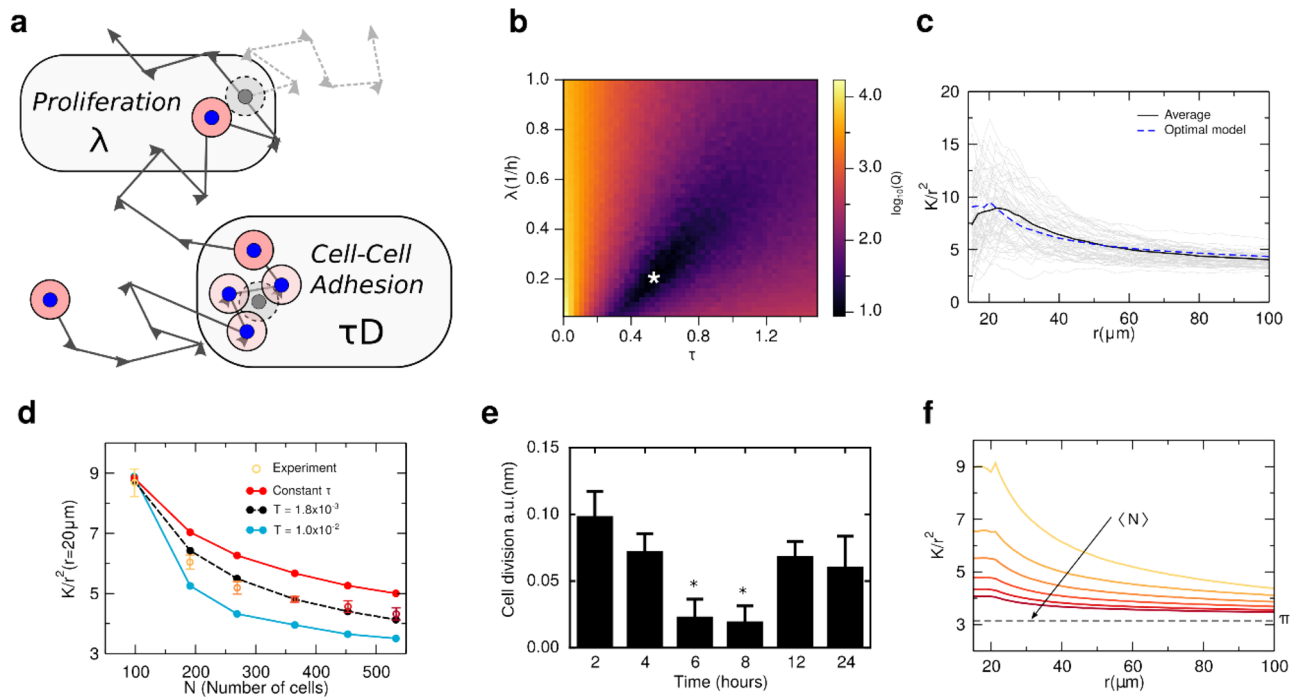 a
Proliferation
λ
Cell-Cell
Adhesion
τD
b
1.0
0.8
0.6
0.4
0.2
λ(1/h)
0.0
0.4
0.8
1.2
τ
4.0
3.0
2.0
1.0
log₁₀(Q)
c
20
15
10
5
0
K/r²
Average
Optimal model
20
40
60
80
100
r(μm)
d
9
7
5
3
K/r²(r=20μm)
Experiment
Constant τ
T = 1.8x10⁻³
T = 1.0x10⁻²
100
200
300
400
500
N (Number of cells)
e
0.15
0.10
0.05
0.00
Cell division a.u.(nm)
*
*
2
4
6
8
12
24
Time (hours)
f
9
7
5
3
K/r²
⟨N⟩
π
20
40
60
80
100
r(μm)